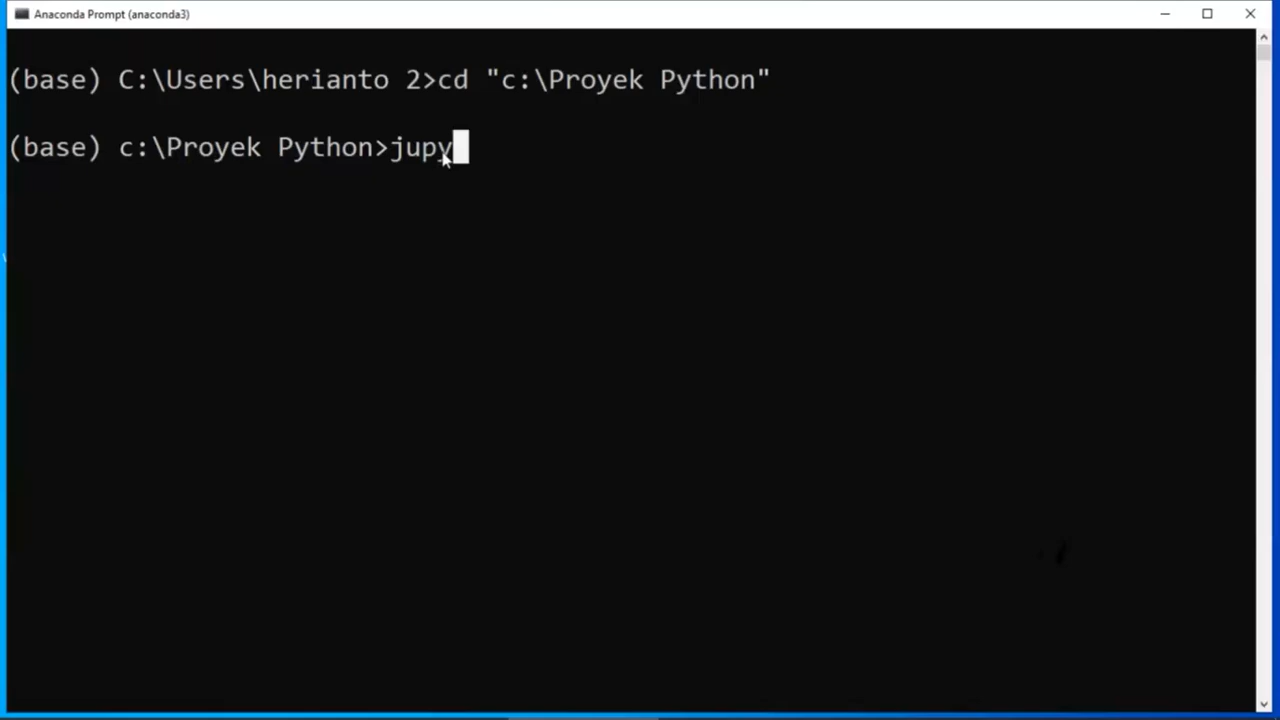 Anaconda Prompt (anaconda3)
(base) C:\Users\herianto 2>cd "c:\Proyek Python"
(base) c:\Proyek Python>jupy